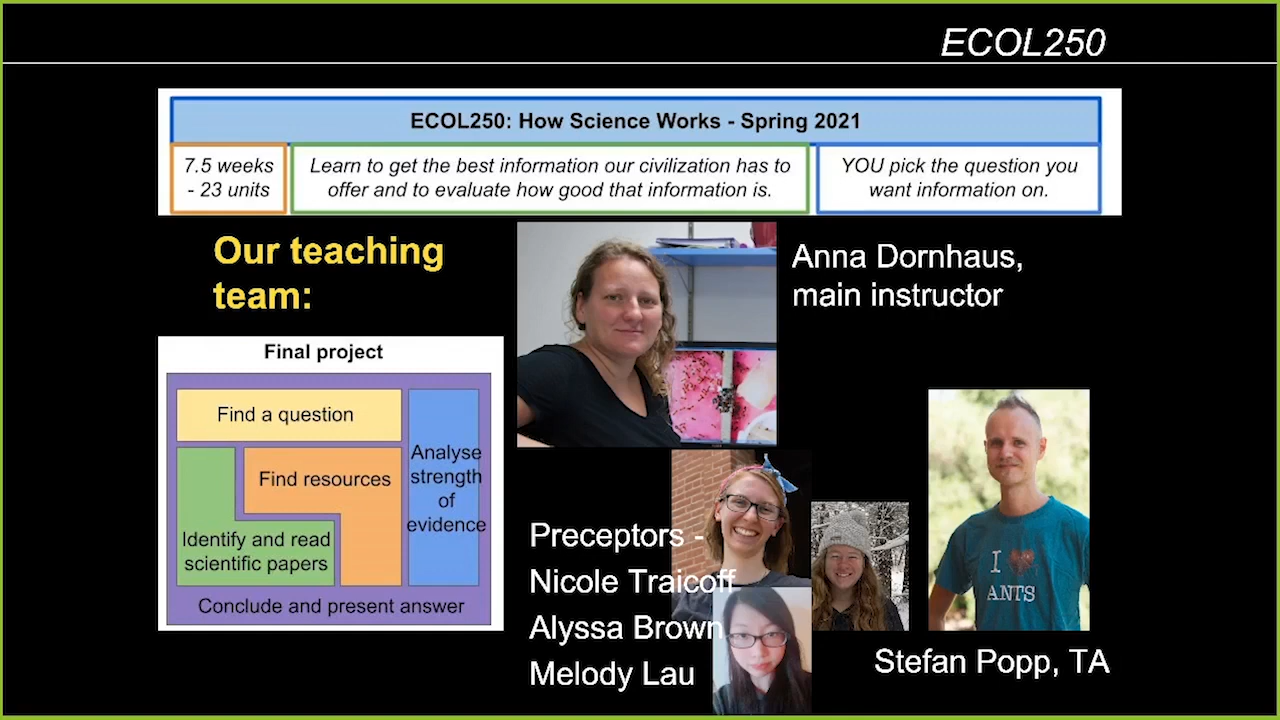 ECOL250
ECOL250: How Science Works - Spring 2021
7.5 weeks
- 23 units
Learn to get the best information our civilization has to
offer and to evaluate how good that information is.
YOU pick the question you
want information on.
Our teaching
team:
Anna Dornhaus,
main instructor
Final project
Find a question
Analyse
strength
of
evidence
Find resources
Identify and read
scientific papers
Conclude and present answer
Preceptors -
Nicole Traicoff
Alyssa Brown
Melody Lau
I
ANTS
Stefan Popp, TA